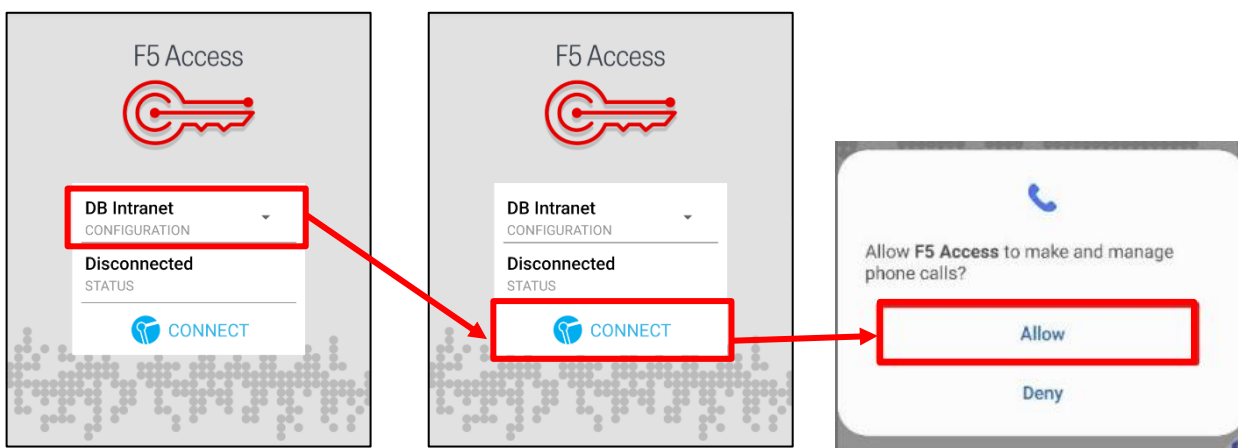 F5 Access
DB Intranet
CONFIGURATION
Disconnected
STATUS
CONNECT
F5 Access
DB Intranet
CONFIGURATION
Disconnected
STATUS
CONNECT
Allow F5 Access to make and manage
phone calls?
Allow
Deny